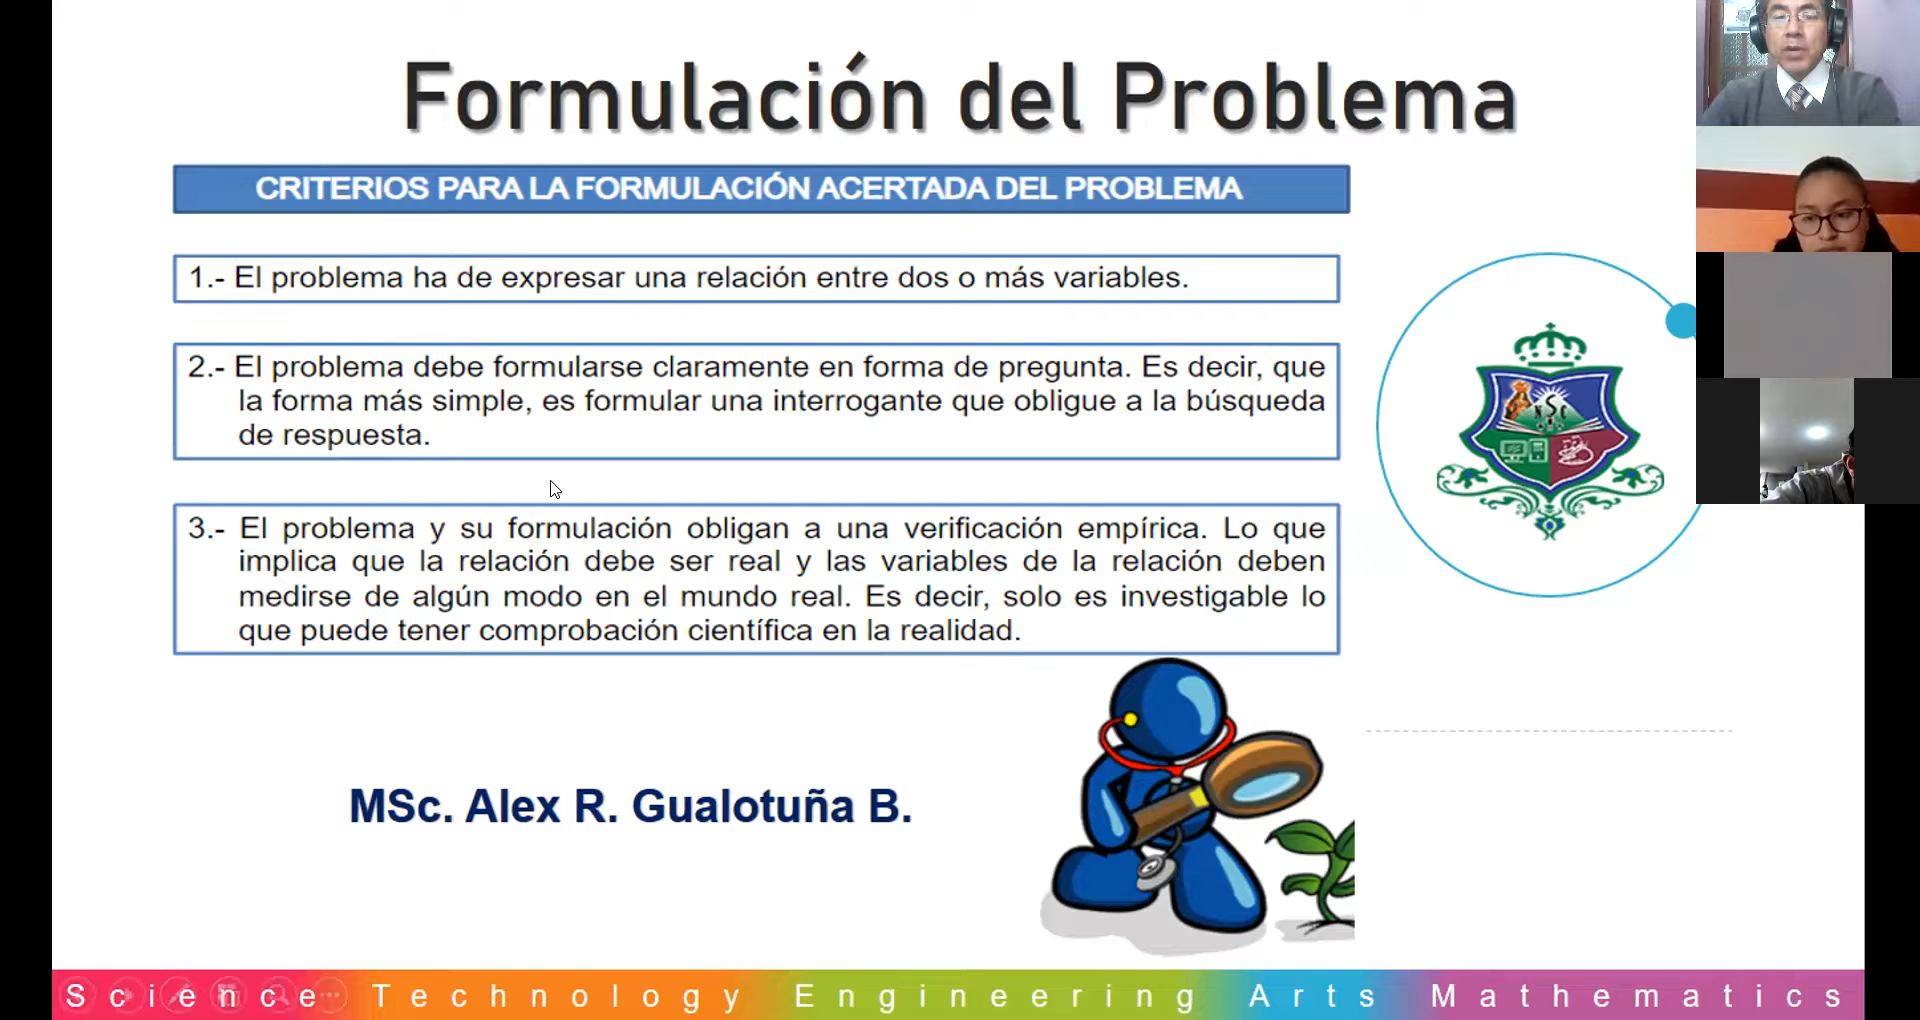 Formulación del Problema
CRITERIOS PARA LA FORMULACIÓN ACERTADA DEL PROBLEMA
1.- El problema ha de expresar una relación entre dos o más variables.
2.- El problema debe formularse claramente en forma de pregunta. Es decir, que
la forma más simple, es formular una interrogante que obligue a la búsqueda
de respuesta.
3.- El problema y su formulación obligan a una verificación empírica. Lo que
implica que la relación debe ser real y las variables de la relación deben
medirse de algún modo en el mundo real. Es decir, solo es investigable lo
que puede tener comprobación científica en la realidad.
NSC
MSc. Alex R. Gualotuña B.
Science Technology Engineering Arts Mathematics